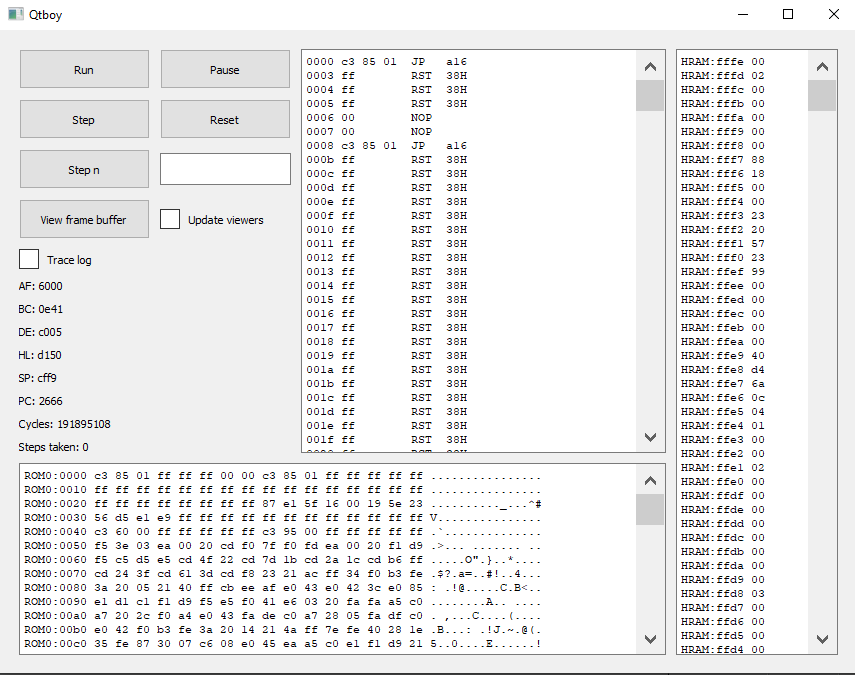 Qtboy
Run
Pause
Step
Reset
Step n
View frame buffer
Update viewers
Trace log
AF: 6000
BC: 0e41
DE: c005
HL: d150
SP: cff9
PC: 2666
Cycles: 191895108
Steps taken: 0
0000 c3 85 01 JP a16
0003 ff RST 38H
0004 ff RST 38H
0005 ff RST 38H
0006 00 NOP
0007 00 NOP
0008 c3 85 01 JP a16
000b ff RST 38H
000c ff RST 38H
000d ff RST 38H
000e ff RST 38H
000f ff RST 38H
0010 ff RST 38H
0011 ff RST 38H
0012 ff RST 38H
0013 ff RST 38H
0014 ff RST 38H
0015 ff RST 38H
0016 ff RST 38H
0017 ff RST 38H
0018 ff RST 38H
0019 ff RST 38H
001a ff RST 38H
001b ff RST 38H
001c ff RST 38H
001d ff RST 38H
001e ff RST 38H
001f ff RST 38H
HRAM:fffe 00
HRAM:fffd 02
HRAM:fffc 00
HRAM:fffb 00
HRAM:fffa 00
HRAM:fff9 00
HRAM:fff8 00
HRAM:fff7 88
HRAM:fff6 18
HRAM:fff5 00
HRAM:fff4 00
HRAM:fff3 23
HRAM:fff2 20
HRAM:fff1 57
HRAM:fff0 23
HRAM:ffef 99
HRAM:ffee 00
HRAM:ffed 00
HRAM:ffec 00
HRAM:ffeb 00
HRAM:ffea 00
HRAM:ffe9 40
HRAM:ffe8 d4
HRAM:ffe7 6a
HRAM:ffe6 0c
HRAM:ffe5 04
HRAM:ffe4 01
HRAM:ffe3 00
HRAM:ffe2 00
HRAM:ffe1 02
HRAM:ffe0 00
HRAM:ffdf 00
HRAM:ffde 00
HRAM:ffdd 00
HRAM:ffdc 00
HRAM:ffdb 00
HRAM:ffda 00
HRAM:ffd9 00
HRAM:ffd8 03
HRAM:ffd7 00
HRAM:ffd6 00
HRAM:ffd5 00
HRAM:ffd4 00
ROM0:0000 c3 85 01 ff ff ff 00 00 c3 85 01 ff ff ff ff ff ................
ROM0:0010 ff ff ff ff ff ff ff ff ff ff ff ff ff ff ff ff ................
ROM0:0020 ff ff ff ff ff ff ff ff 87 e1 5f 16 00 19 5e 23 .........._...^#
ROM0:0030 56 d5 e1 e9 ff ff ff ff ff ff ff ff ff ff ff ff V...............
ROM0:0040 c3 60 00 ff ff ff ff ff c3 95 00 ff ff ff ff ff .`..............
ROM0:0050 f5 3e 03 ea 00 20 cd f0 7f f0 fd ea 00 20 f1 d9 .>... ....... ..
ROM0:0060 f5 c5 d5 e5 cd 4f 22 cd 7d 1b cd 2a 1c cd b6 ff .....O".}..*....
ROM0:0070 cd 24 3f cd 61 3d cd f8 23 21 ac ff 34 f0 b3 fe .$?.a=..#!..4...
ROM0:0080 3a 20 05 21 40 ff cb ee af e0 43 e0 42 3c e0 85 : .!@.....C.B<..
ROM0:0090 e1 d1 c1 f1 d9 f5 e5 f0 41 e6 03 20 fa fa a5 c0 ........A.. ....
ROM0:00a0 a7 20 2c f0 a4 e0 43 fa de c0 a7 28 05 fa df c0 . ,...C....(....
ROM0:00b0 e0 42 f0 b3 fe 3a 20 14 21 4a ff 7e fe 40 28 1e .B...: .!J.~.@(.
ROM0:00c0 35 fe 87 30 07 c6 08 e0 45 ea a5 c0 e1 f1 d9 21 5..0....E......!